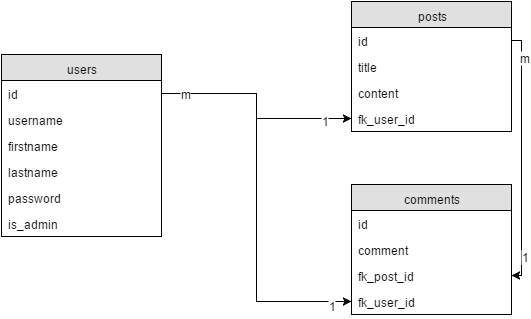 users
id
username
firstname
lastname
password
is_admin
m
1
1
posts
id
title
content
fk_user_id
m
1
comments
id
comment
fk_post_id
fk_user_id